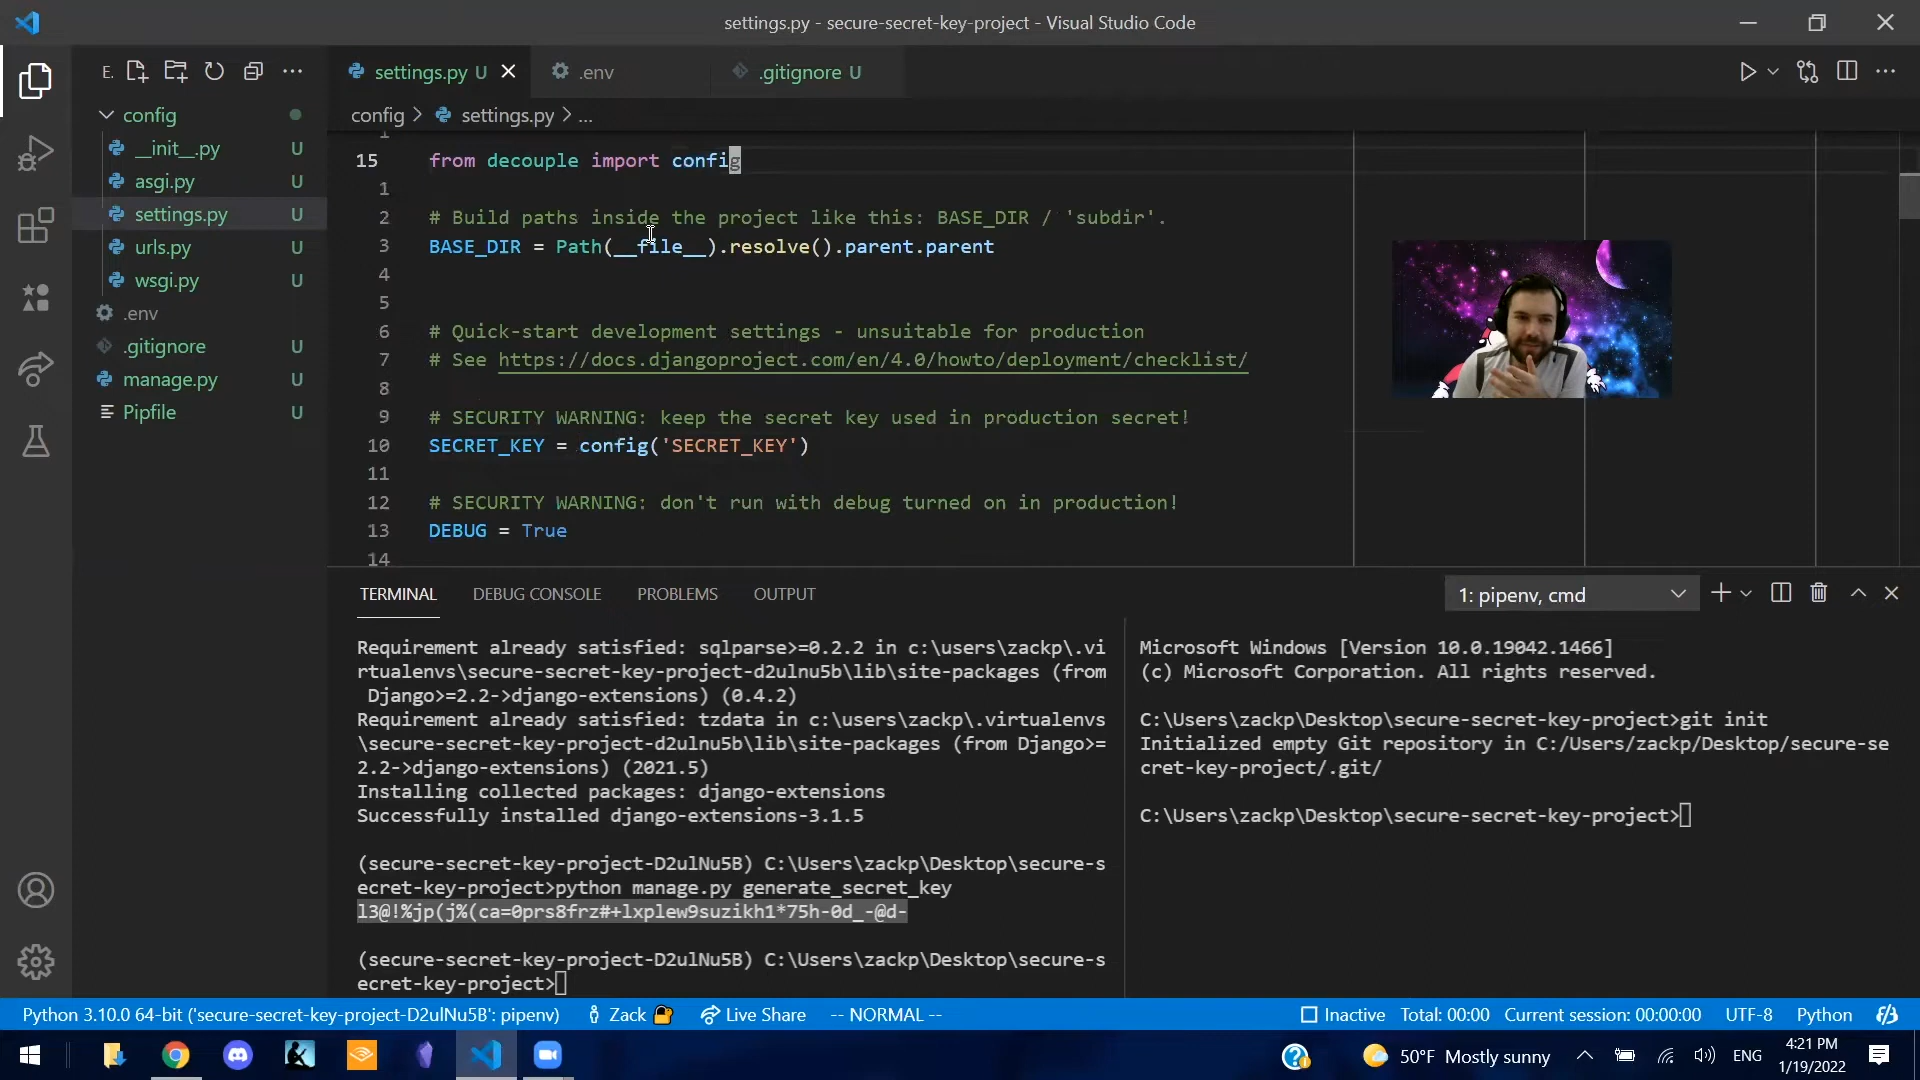 settings.py - secure-secret-key-project - Visual Studio Code
E.
settings.py U
.env
.gitignore U
config > settings.py > ...
config
__init__.py U
asgi.py U
settings.py U
urls.py U
wsgi.py U
.env
.gitignore U
manage.py U
Pipfile U
1
15 from decouple import config
1
2 # Build paths inside the project like this: BASE_DIR / 'subdir'.
3 BASE_DIR = Path(__file__).resolve().parent.parent
4
5
6 # Quick-start development settings - unsuitable for production
7 # See https://docs.djangoproject.com/en/4.0/howto/deployment/checklist/
8
9 # SECURITY WARNING: keep the secret key used in production secret!
10 SECRET_KEY = config('SECRET_KEY')
11
12 # SECURITY WARNING: don't run with debug turned on in production!
13 DEBUG = True
14
TERMINAL DEBUG CONSOLE PROBLEMS OUTPUT
1: pipenv, cmd
Requirement already satisfied: sqlparse>=0.2.2 in c:\users\zackp\.vi
rtualenvs\secure-secret-key-project-d2ulnu5b\lib\site-packages (from
Django>=2.2->django-extensions) (0.4.2)
Requirement already satisfied: tzdata in c:\users\zackp\.virtualenvs
\secure-secret-key-project-d2ulnu5b\lib\site-packages (from Django>=
2.2->django-extensions) (2021.5)
Installing collected packages: django-extensions
Successfully installed django-extensions-3.1.5
(secure-secret-key-project-D2ulNu5B) C:\Users\zackp\Desktop\secure-s
ecret-key-project>python manage.py generate_secret_key
l3@!%jp(j%(ca=0prs8frz#+lxplew9suzikh1*75h-0d_-@d-
(secure-secret-key-project-D2ulNu5B) C:\Users\zackp\Desktop\secure-s
ecret-key-project>
Microsoft Windows [Version 10.0.19042.1466]
(c) Microsoft Corporation. All rights reserved.
C:\Users\zackp\Desktop\secure-secret-key-project>git init
Initialized empty Git repository in C:/Users/zackp/Desktop/secure-se
cret-key-project/.git/
C:\Users\zackp\Desktop\secure-secret-key-project>
Python 3.10.0 64-bit ('secure-secret-key-project-D2ulNu5B': pipenv) Zack Live Share -- NORMAL -- Inactive Total: 00:00 Current session: 00:00:00 UTF-8 Python
50°F Mostly sunny ENG
4:21 PM
1/19/2022